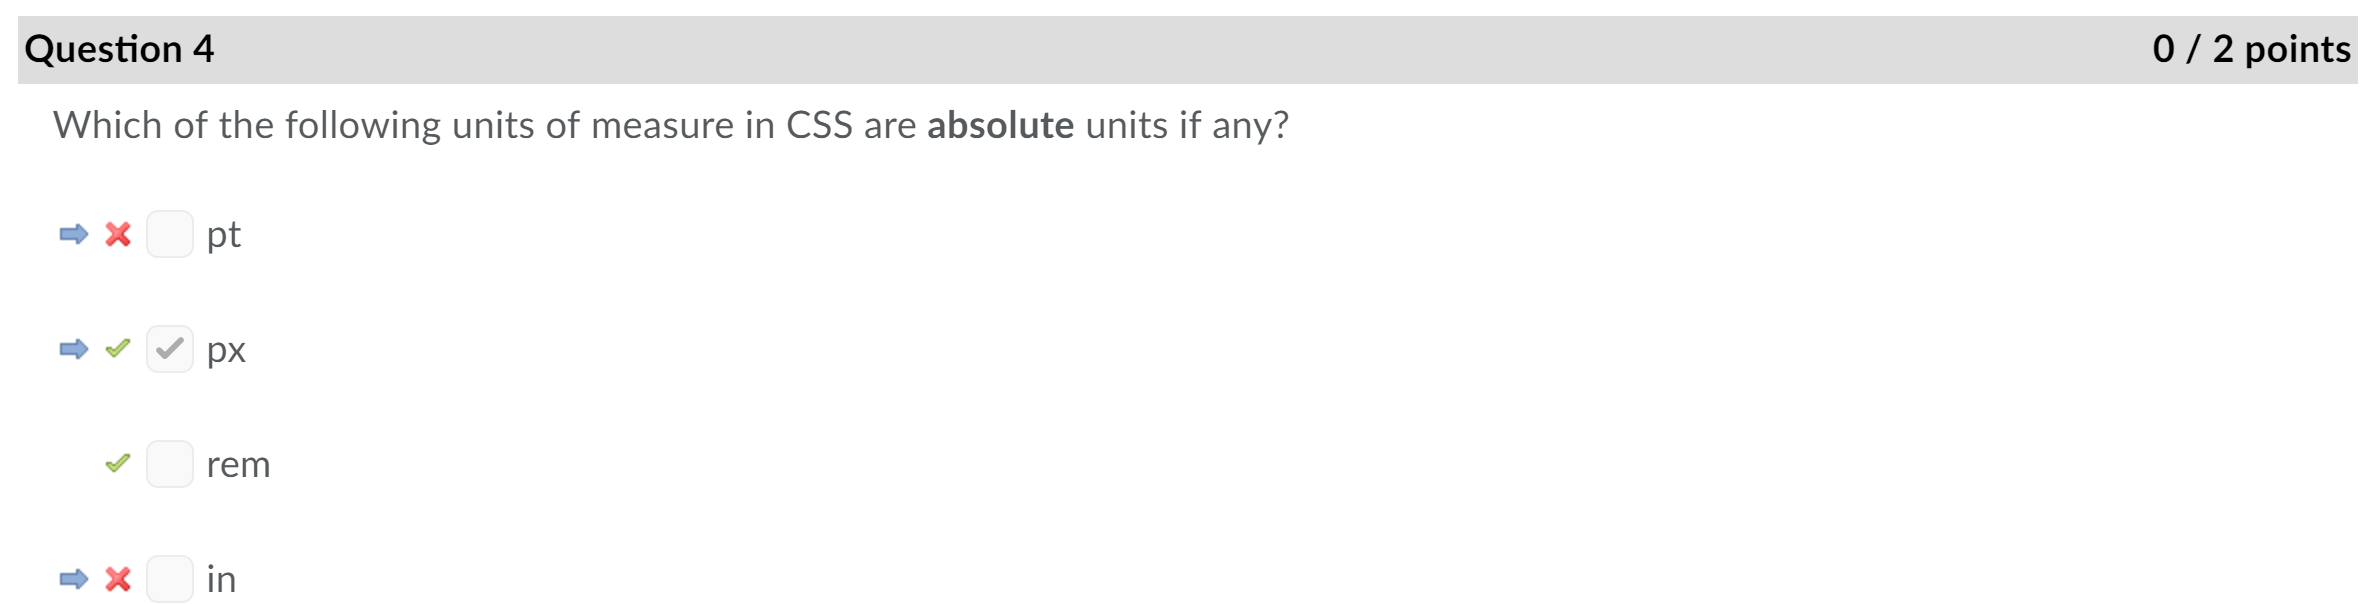 Question 4 0 / 2 points
Which of the following units of measure in CSS are absolute units if any?
pt
px
rem
in